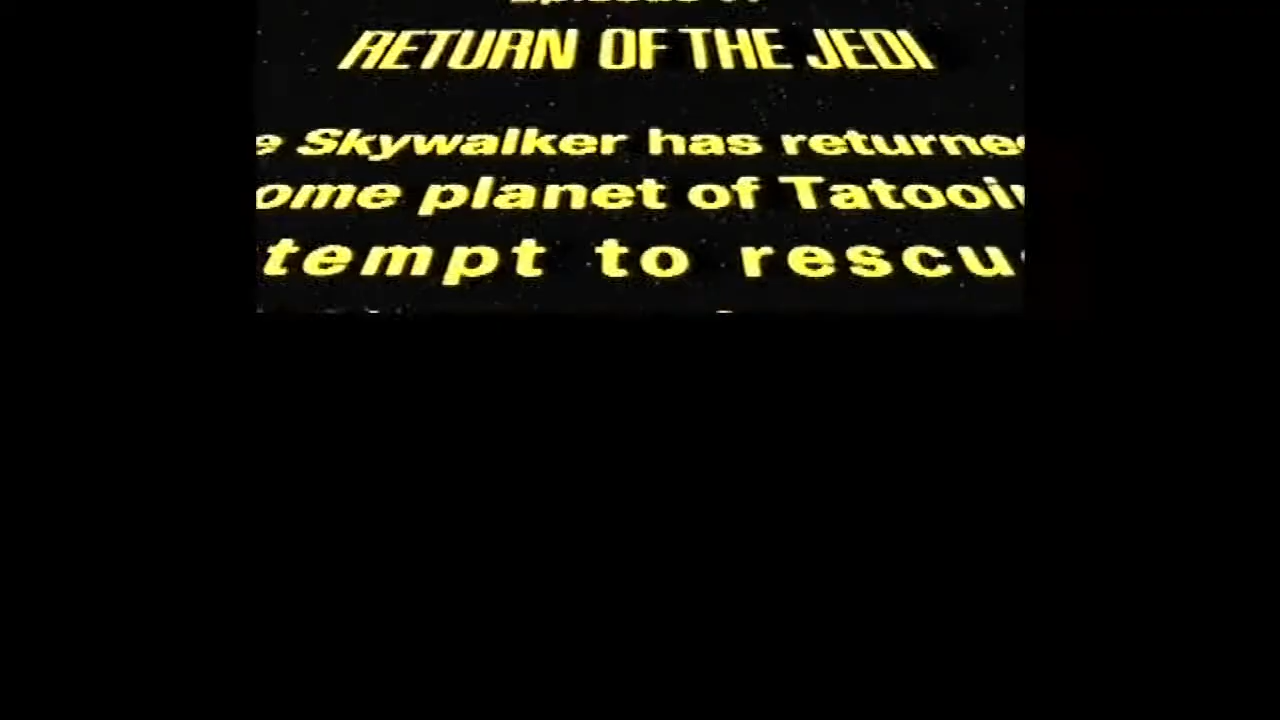 RETURN OF THE JEDI
e Skywalker has returne
ome planet of Tatooi
tempt to rescu